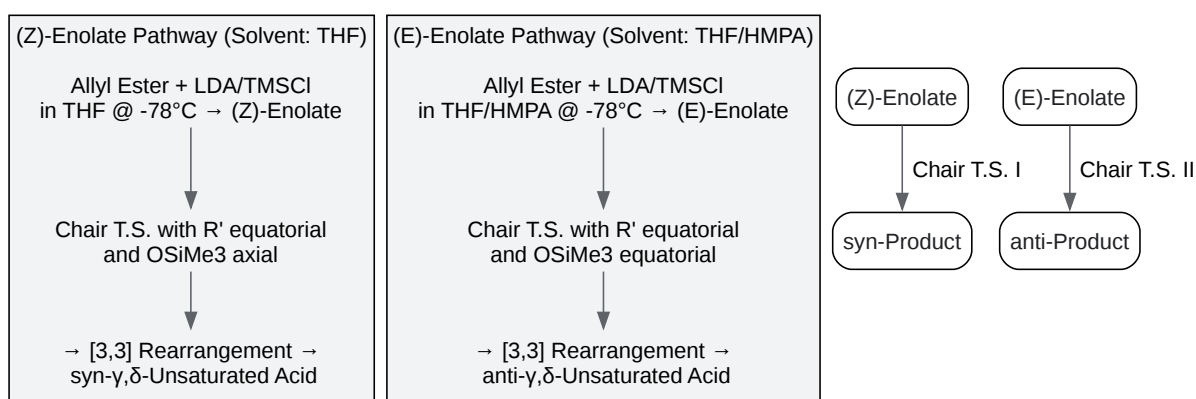 (Z)-Enolate Pathway (Solvent: THF)
Allyl Ester + LDA/TMSCl
in THF @ -78°C → (Z)-Enolate
Chair T.S. with R' equatorial
and OSiMe3 axial
→ [3,3] Rearrangement →
syn-γ,δ-Unsaturated Acid
(E)-Enolate Pathway (Solvent: THF/HMPA)
Allyl Ester + LDA/TMSCl
in THF/HMPA @ -78°C → (E)-Enolate
Chair T.S. with R' equatorial
and OSiMe3 equatorial
→ [3,3] Rearrangement →
anti-γ,δ-Unsaturated Acid
(Z)-Enolate
Chair T.S. I
syn-Product
(E)-Enolate
Chair T.S. II
anti-Product